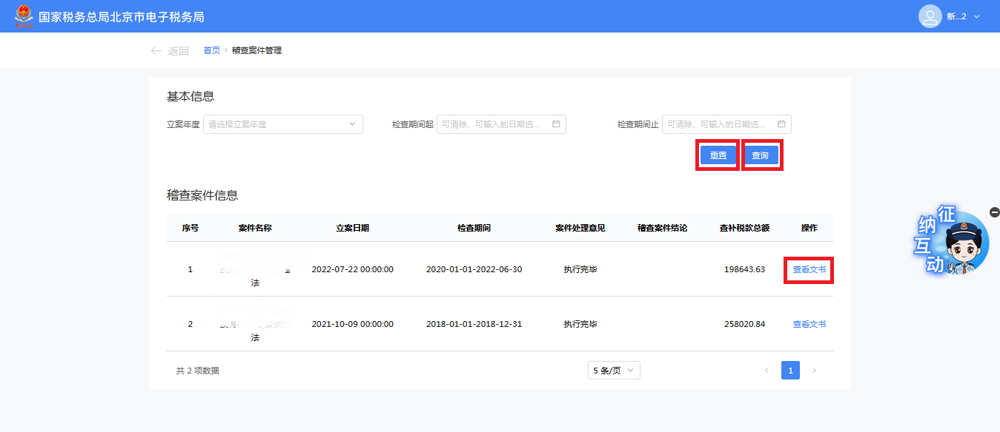 国家税务总局北京市电子税务局
新...2
返回 首页 › 稽查案件管理
基本信息
立案年度 请选择立案年度 检查期间起 可清除、可输入的日期选... 检查期间止 可清除、可输入的日期选...
重置 查询
稽查案件信息
序号 案件名称 立案日期 检查期间 案件处理意见 稽查案件结论 查补税款总额 操作
1 2022-07-22 00:00:00 2020-01-01-2022-06-30 执行完毕 198643.63 查看文书
法
2 2021-10-09 00:00:00 2018-01-01-2018-12-31 执行完毕 258020.84 查看文书
法
共 2 项数据 5 条/页 1
征纳互动